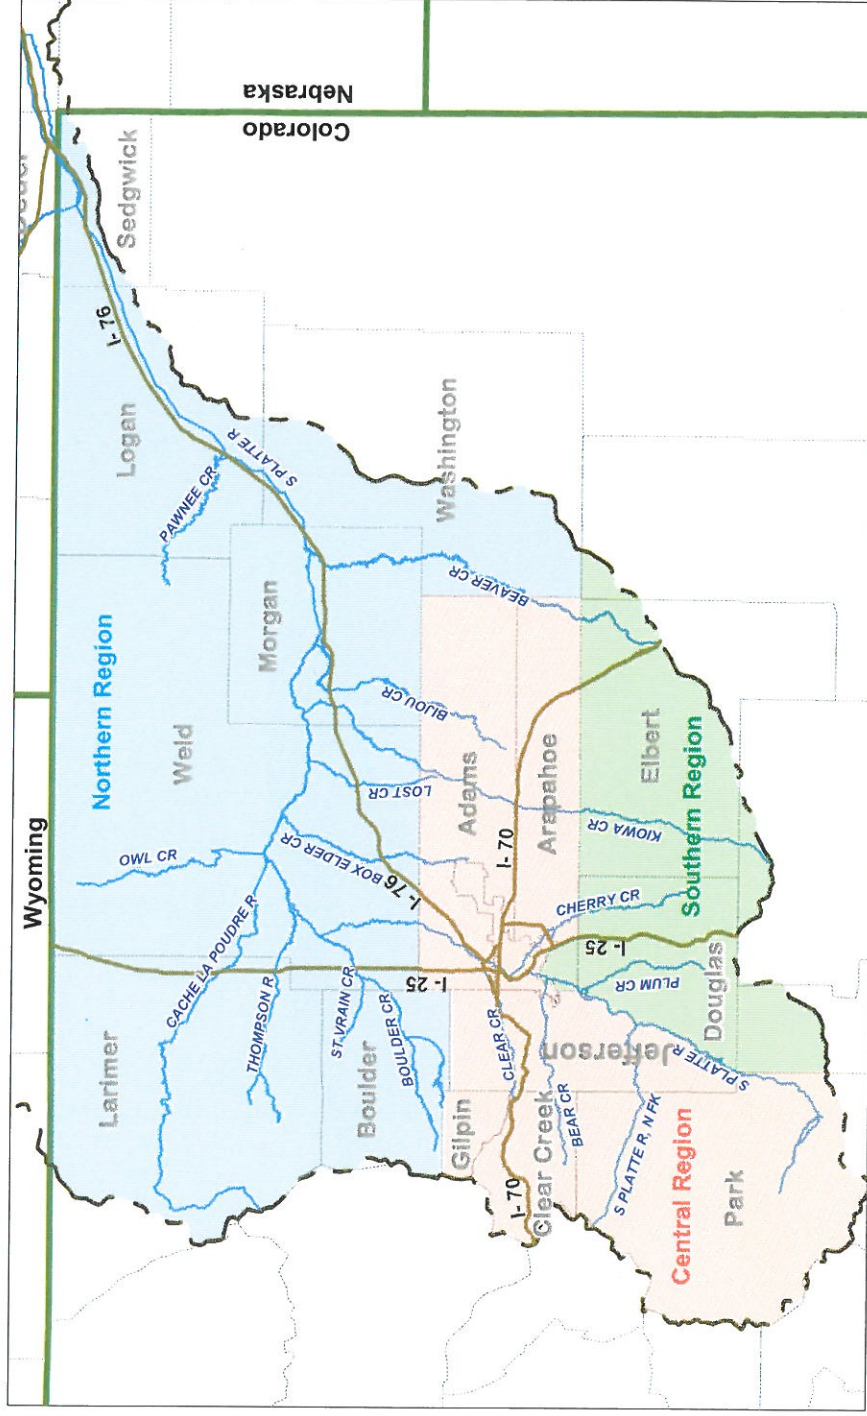 Wyoming
Nebraska
Colorado
Sedgwick
I-76
Logan
PAWNEE CR
S PLATTE R
Washington
Morgan
BEAVER CR
Northern Region
Weld
BIJOU CR
LOST CR
Adams
Arapahoe
Elbert
Southern Region
KIOWA CR
I-70
OWL CR
BOX ELDER CR
I-76
CHERRY CR
I-25
CACHE LA POUDRE R
THOMPSON R
ST VRAIN CR
BOULDER CR
I-25
PLUM CR
Douglas
Larimer
Boulder
CLEAR CR
Jefferson
S PLATTE R
Gilpin
Clear Creek
BEAR CR
I-70
S PLATTE R, N FK
Central Region
Park